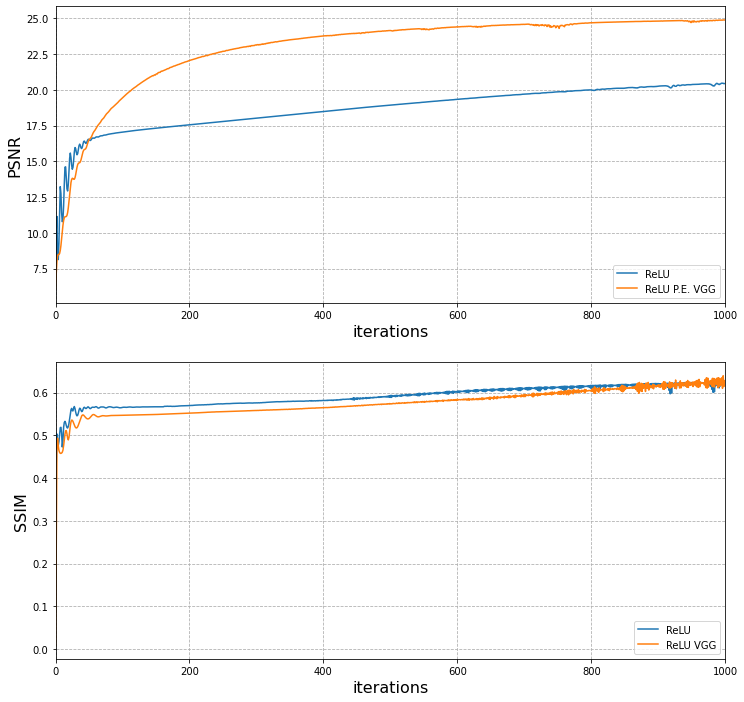 25.0
22.5
20.0
17.5
15.0
12.5
10.0
7.5
PSNR
ReLU
ReLU P.E. VGG
0 200 400 600 800 1000
iterations
0.6
0.5
0.4
0.3
0.2
0.1
0.0
SSIM
ReLU
ReLU VGG
0 200 400 600 800 1000
iterations